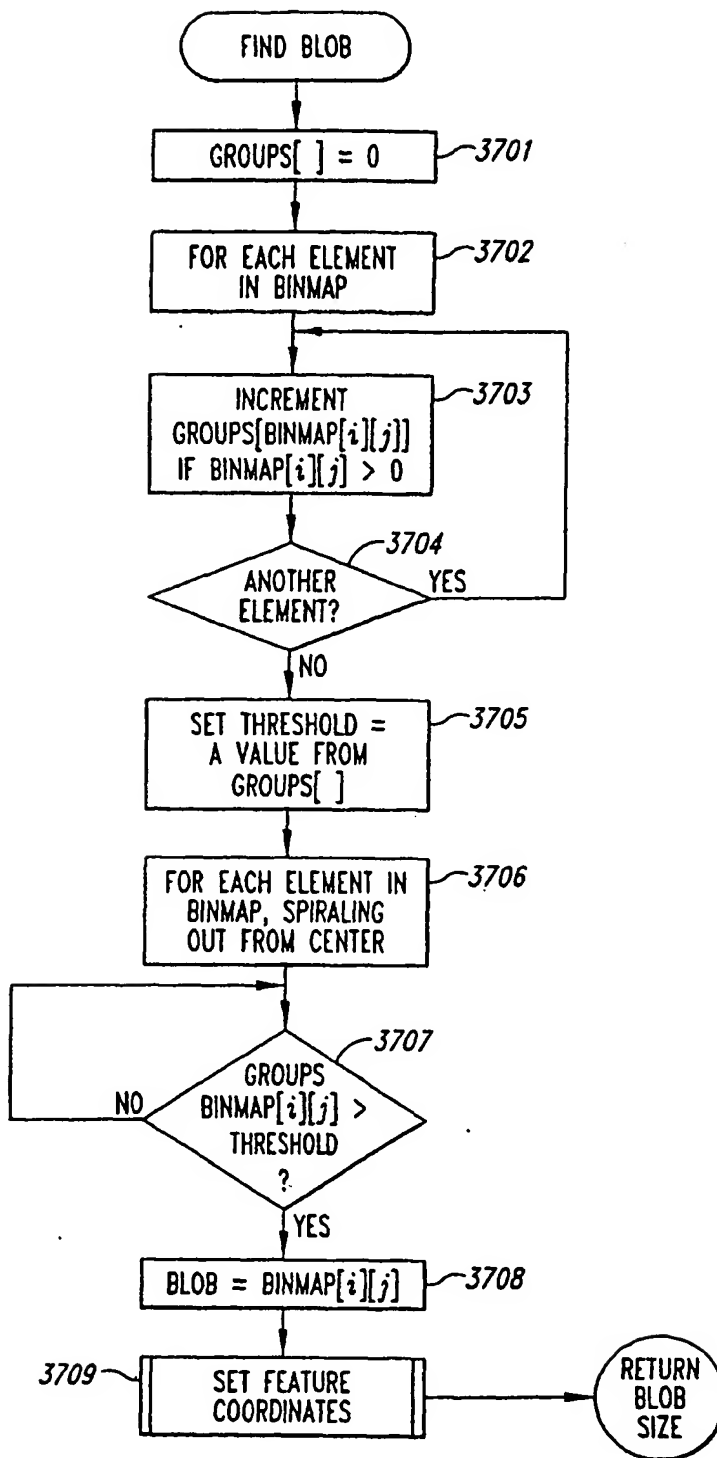 FIND BLOB
GROUPS[ ] = 0
3701
FOR EACH ELEMENT
IN BINMAP
3702
INCREMENT
GROUPS[BINMAP[i][j]]
IF BINMAP[i][j] > 0
3703
3704
ANOTHER
ELEMENT?
YES
NO
SET THRESHOLD =
A VALUE FROM
GROUPS[ ]
3705
FOR EACH ELEMENT IN
BINMAP, SPIRALING
OUT FROM CENTER
3706
3707
GROUPS
BINMAP[i][j] >
THRESHOLD
?
NO
YES
BLOB = BINMAP[i][j]
3708
3709
SET FEATURE
COORDINATES
RETURN
BLOB
SIZE